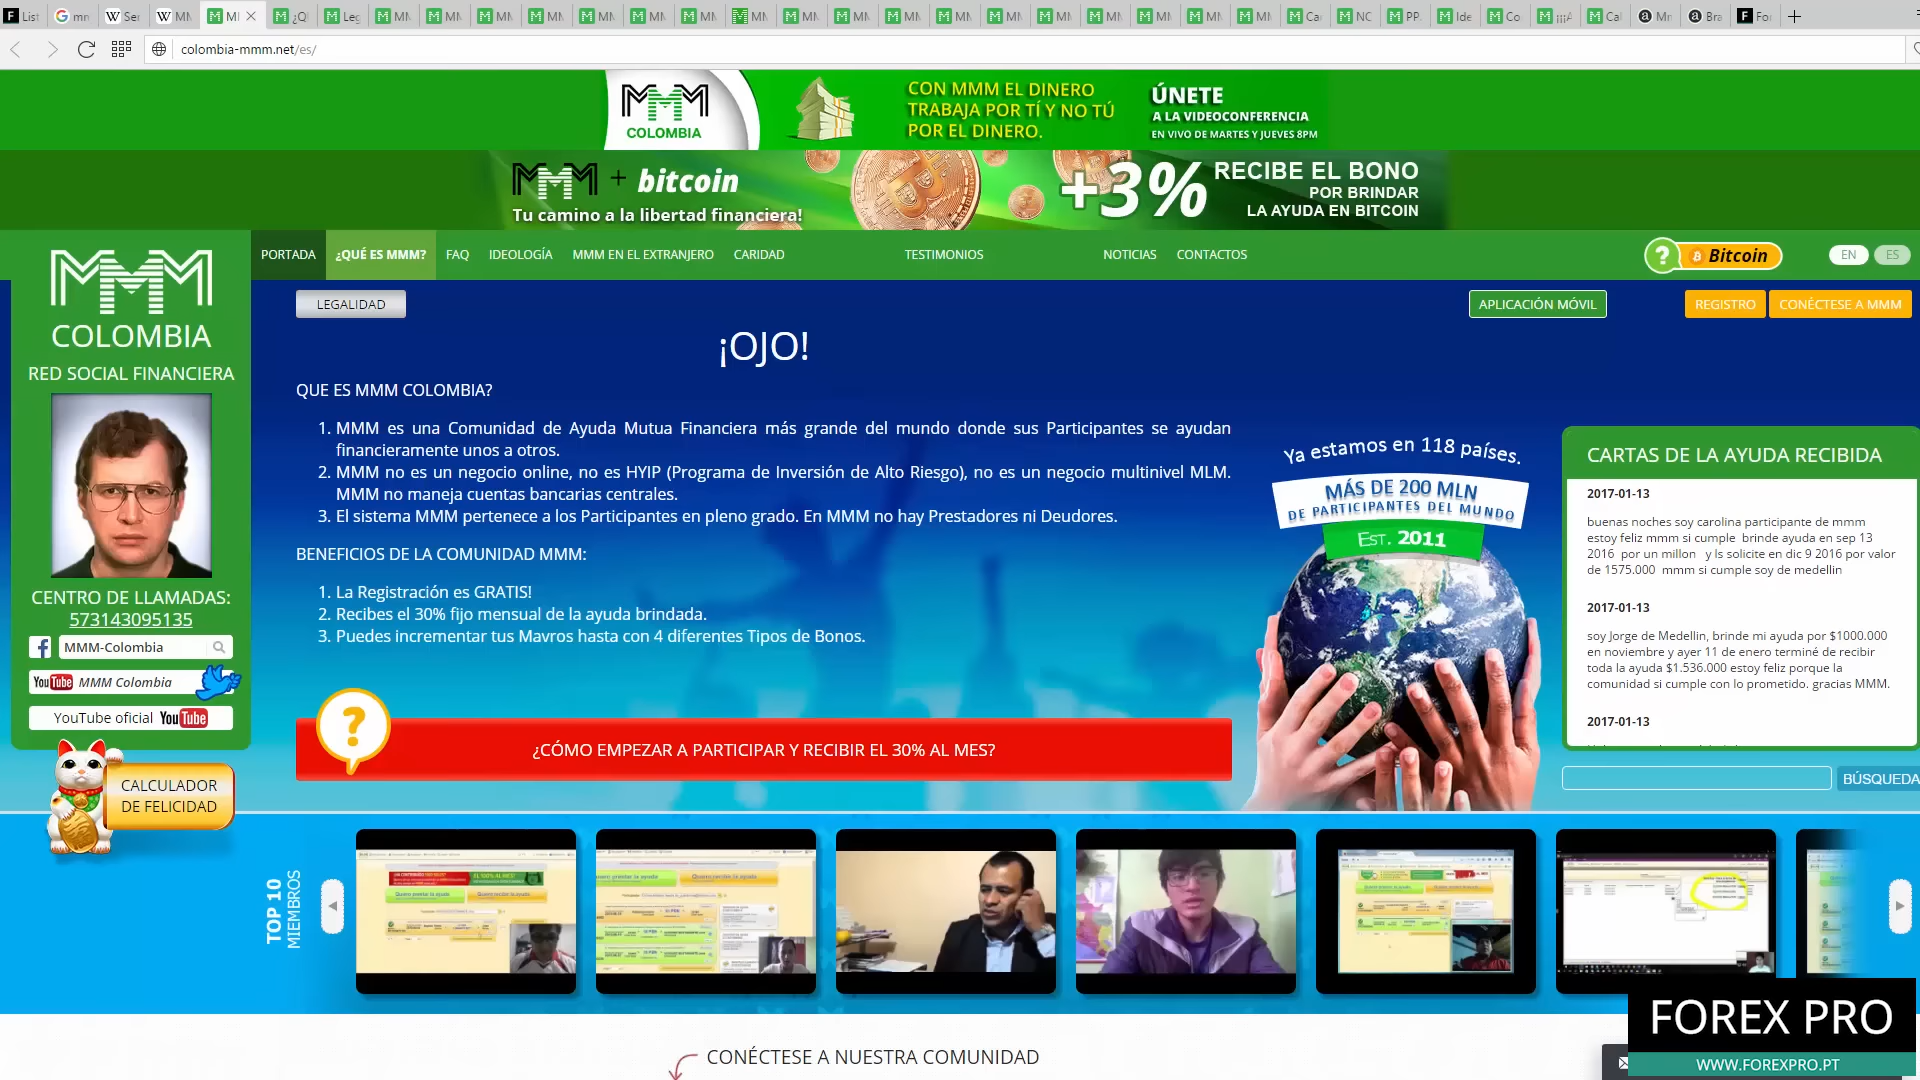 List
mn
Ser
MN
MI
¿Q
Leg
Ca
NC
PP.
Ide
Co
¡¡¡A
Cal
Mn
Bra
Fo
colombia-mmm.net/es/
COLOMBIA
CON MMM EL DINERO
TRABAJA POR TÍ Y NO TÚ
POR EL DINERO.
ÚNETE
A LA VIDEOCONFERENCIA
EN VIVO DE MARTES Y JUEVES 8PM
MMM + bitcoin
Tu camino a la libertad financiera!
+3%
RECIBE EL BONO
POR BRINDAR
LA AYUDA EN BITCOIN
PORTADA ¿QUÉ ES MMM? FAQ IDEOLOGÍA MMM EN EL EXTRANJERO CARIDAD TESTIMONIOS NOTICIAS CONTACTOS
? Bitcoin
EN ES
MMM
COLOMBIA
RED SOCIAL FINANCIERA
CENTRO DE LLAMADAS:
573143095135
MMM-Colombia
YouTube MMM Colombia
YouTube oficial YouTube
CALCULADOR
DE FELICIDAD
LEGALIDAD
APLICACIÓN MÓVIL
REGISTRO
CONÉCTESE A MMM
¡OJO!
QUE ES MMM COLOMBIA?
1. MMM es una Comunidad de Ayuda Mutua Financiera más grande del mundo donde sus Participantes se ayudan
financieramente unos a otros.
2. MMM no es un negocio online, no es HYIP (Programa de Inversión de Alto Riesgo), no es un negocio multinivel MLM.
MMM no maneja cuentas bancarias centrales.
3. El sistema MMM pertenece a los Participantes en pleno grado. En MMM no hay Prestadores ni Deudores.
BENEFICIOS DE LA COMUNIDAD MMM:
1. La Registración es GRATIS!
2. Recibes el 30% fijo mensual de la ayuda brindada.
3. Puedes incrementar tus Mavros hasta con 4 diferentes Tipos de Bonos.
?
¿CÓMO EMPEZAR A PARTICIPAR Y RECIBIR EL 30% AL MES?
Ya estamos en 118 países.
MÁS DE 200 MLN
DE PARTICIPANTES DEL MUNDO
EST. 2011
CARTAS DE LA AYUDA RECIBIDA
2017-01-13
buenas noches soy carolina participante de mmm
estoy feliz mmm si cumple brinde ayuda en sep 13
2016 por un millon y ls solicite en dic 9 2016 por valor
de 1575.000 mmm si cumple soy de medellin
2017-01-13
soy Jorge de Medellin, brinde mi ayuda por $1000.000
en noviembre y ayer 11 de enero terminé de recibir
toda la ayuda $1.536.000 estoy feliz porque la
comunidad si cumple con lo prometido. gracias MMM.
2017-01-13
BÚSQUEDA
TOP 10
MIEMBROS
CONÉCTESE A NUESTRA COMUNIDAD
FOREX PRO
WWW.FOREXPRO.PT